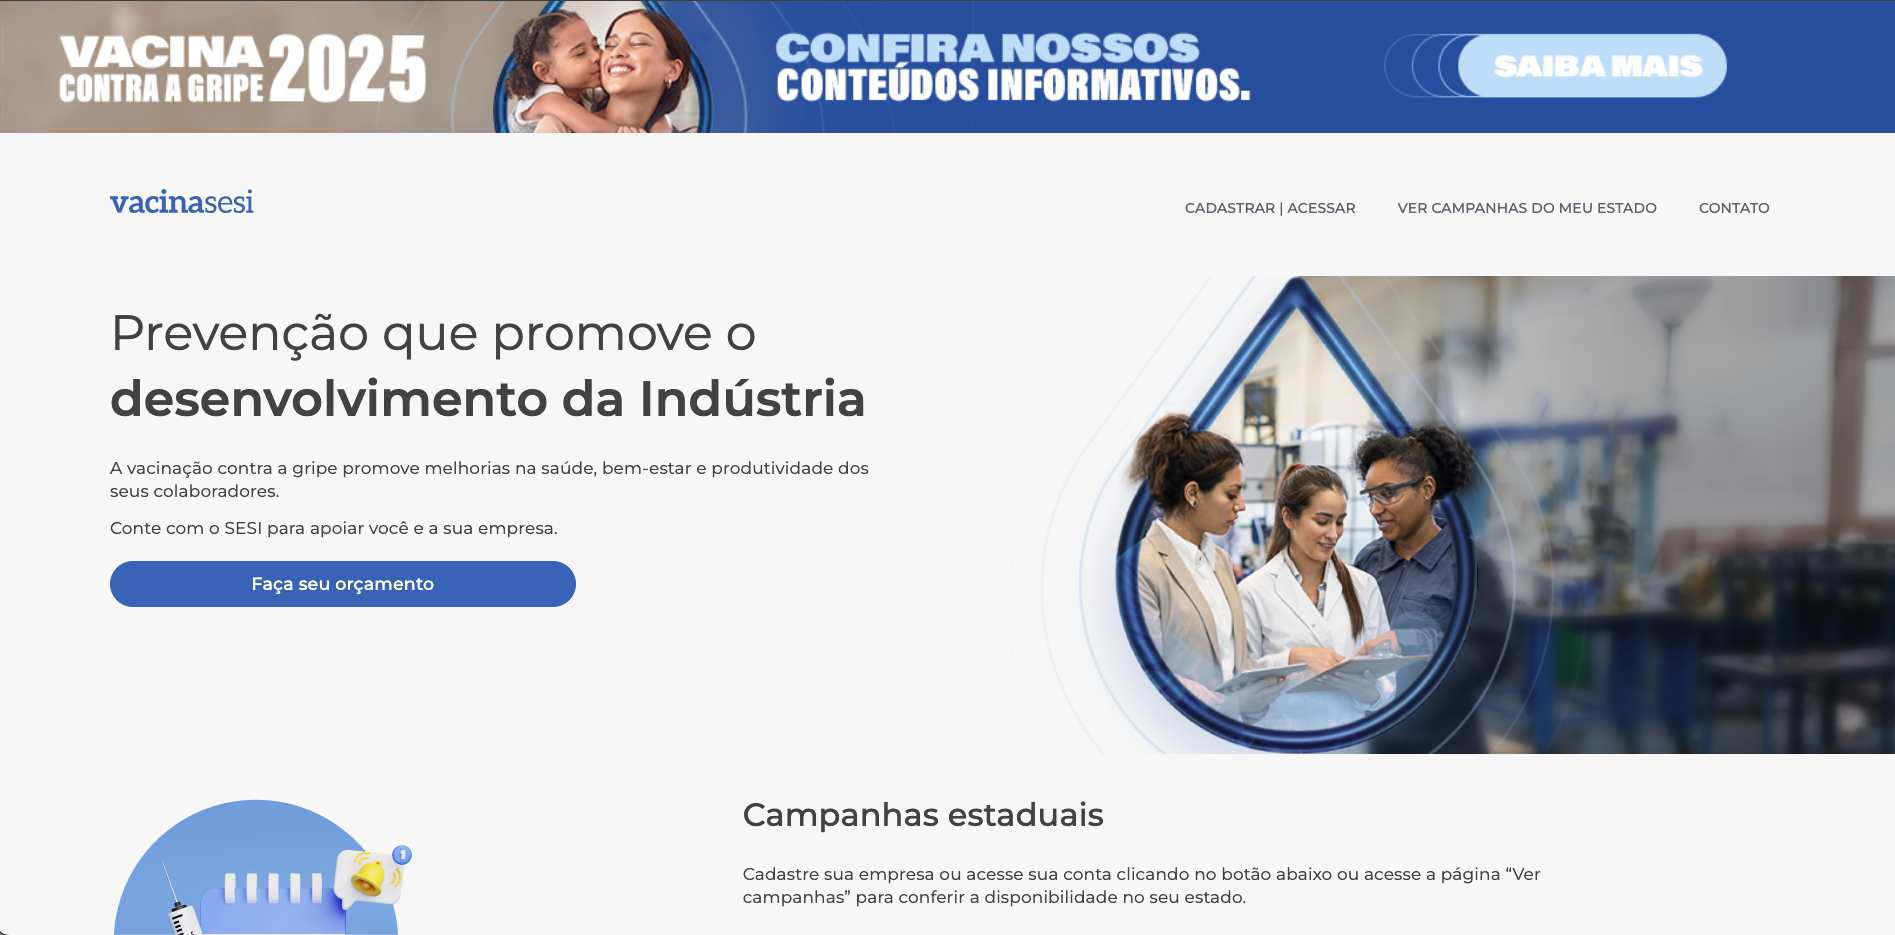 VACINA
CONTRA A GRIPE 2025
CONFIRA NOSSOS
CONTEÚDOS INFORMATIVOS.
SAIBA MAIS
vacinasesi
CADASTRAR | ACESSAR
VER CAMPANHAS DO MEU ESTADO
CONTATO
Prevenção que promove o
desenvolvimento da Indústria
A vacinação contra a gripe promove melhorias na saúde, bem-estar e produtividade dos
seus colaboradores.
Conte com o SESI para apoiar você e a sua empresa.
Faça seu orçamento
1
Campanhas estaduais
Cadastre sua empresa ou acesse sua conta clicando no botão abaixo ou acesse a página “Ver
campanhas” para conferir a disponibilidade no seu estado.